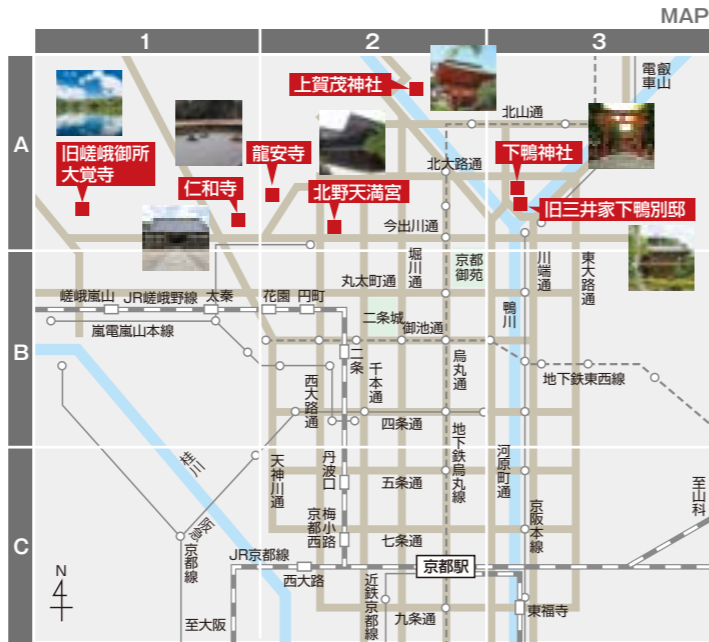 MAP
1
2
3
A
B
C
上賀茂神社
北山通
叡山
電車
旧嵯峨御所
大覚寺
龍安寺
仁和寺
北野天満宮
北大路通
下鴨神社
旧三井家下鴨別邸
今出川通
堀川通
京都
御苑
川端通
東大路通
丸太町通
嵯峨嵐山
JR嵯峨野線
太秦
花園
円町
嵐電嵐山本線
二条城
御池通
鴨川
二条
千本通
烏丸通
西大路通
地下鉄東西線
四条通
桂川
天神川通
丹波口
五条通
地下鉄烏丸線
河原町通
京阪本線
至山科
梅小路
京都西
七条通
阪急京都線
JR京都線
西大路
京都駅
N
至大阪
近鉄京都線
九条通
東福寺